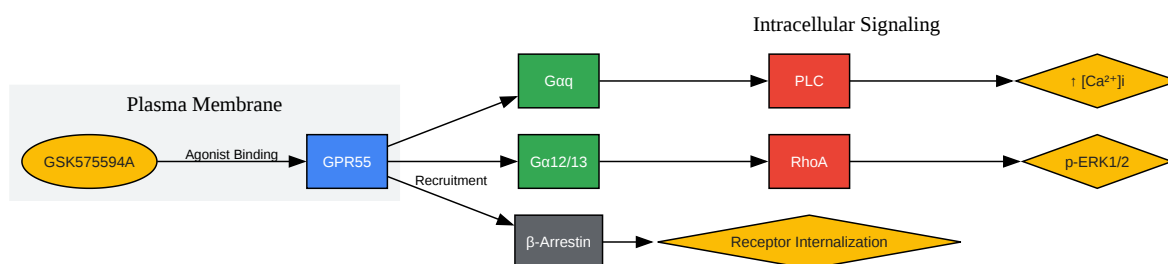 Intracellular Signaling
Plasma Membrane
Gαq
PLC
↑ [Ca²⁺]i
GSK575594A
Agonist Binding
GPR55
Gα12/13
RhoA
p-ERK1/2
Recruitment
β-Arrestin
Receptor Internalization